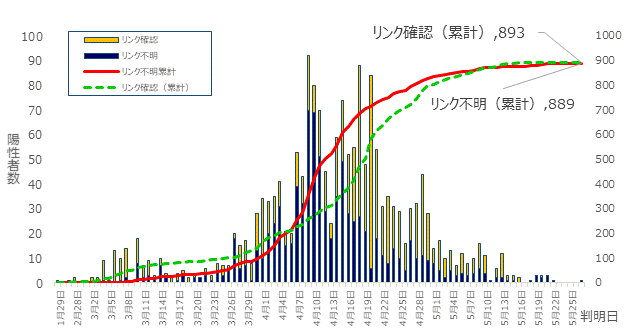 リンク確認（累計）,893
100
90
80
70
60
50
40
30
20
10
0
陽性者数
リンク確認
リンク不明
リンク不明累計
リンク確認（累計）
リンク不明（累計）,889
1000
900
800
700
600
500
400
300
200
100
0
1月29日
2月28日
3月2日
3月5日
3月8日
3月11日
3月14日
3月17日
3月20日
3月23日
3月26日
3月29日
4月1日
4月4日
4月7日
4月10日
4月13日
4月16日
4月19日
4月22日
4月25日
4月28日
5月1日
5月4日
5月7日
5月10日
5月13日
5月16日
5月19日
5月22日
5月25日
判明日